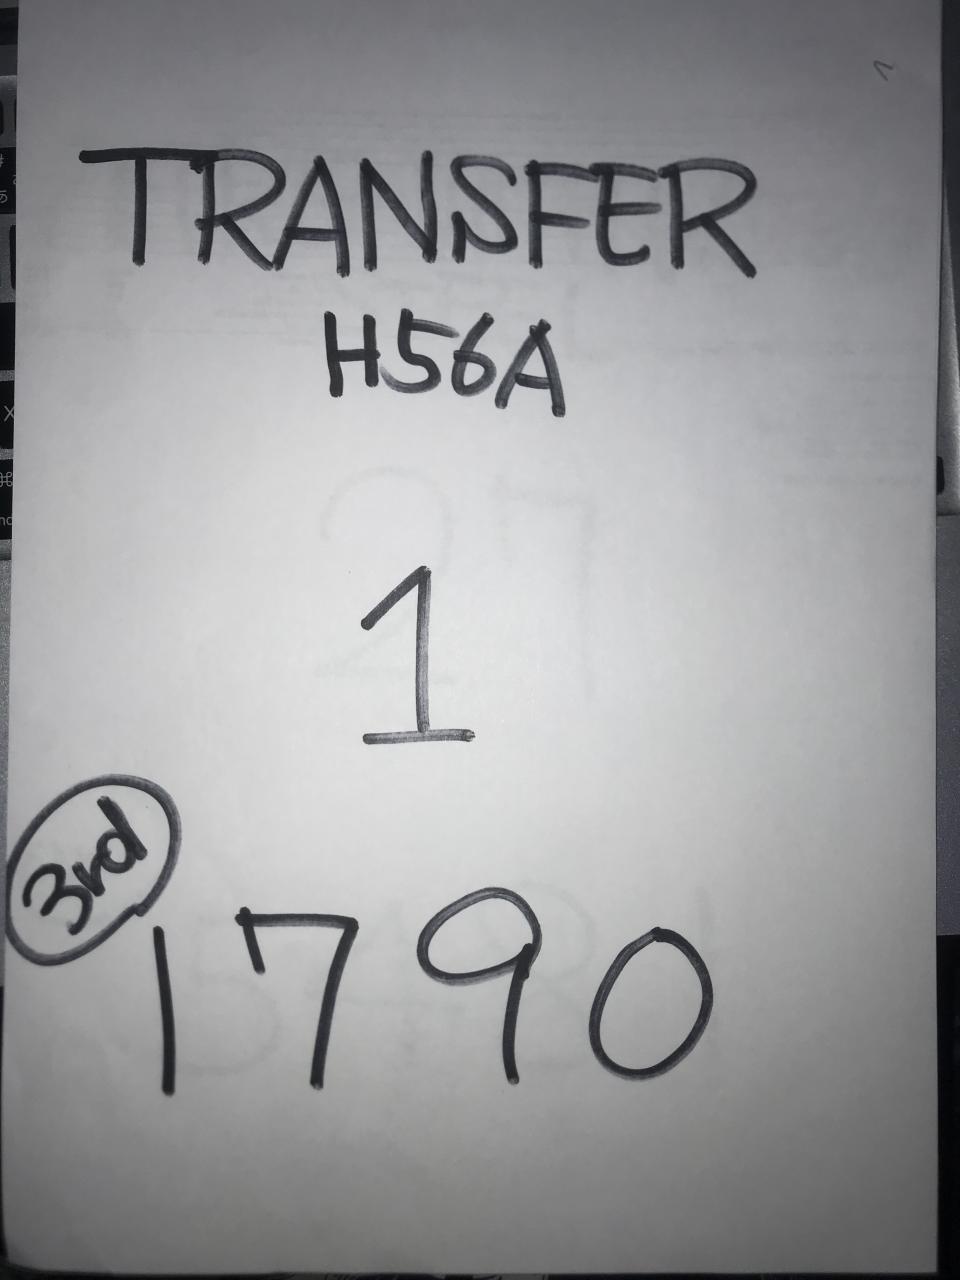 TRANSFER
H56A
1
3rd
1790